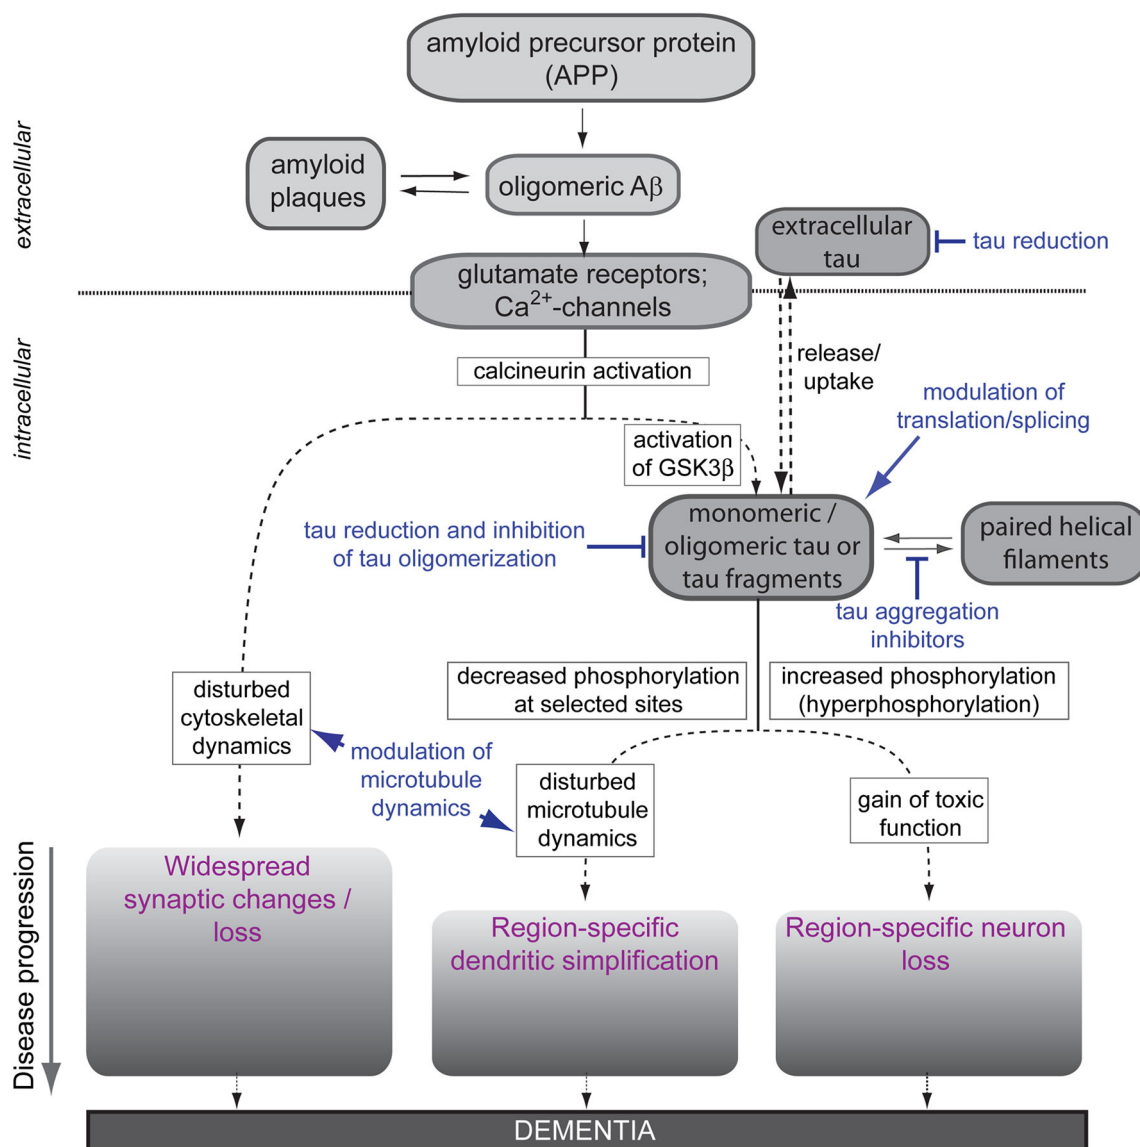 amyloid precursor protein
(APP)
extracellular
amyloid
plaques
oligomeric Aβ
extracellular
tau
tau reduction
glutamate receptors;
Ca²⁺-channels
intracellular
calcineurin activation
release/
uptake
modulation of
translation/splicing
activation
of GSK3β
tau reduction and inhibition
of tau oligomerization
monomeric /
oligomeric tau or
tau fragments
paired helical
filaments
tau aggregation
inhibitors
decreased phosphorylation
at selected sites
increased phosphorylation
(hyperphosphorylation)
disturbed
cytoskeletal
dynamics
modulation of
microtubule
dynamics
disturbed
microtubule
dynamics
gain of toxic
function
Disease progression
Widespread
synaptic changes /
loss
Region-specific
dendritic simplification
Region-specific neuron
loss
DEMENTIA